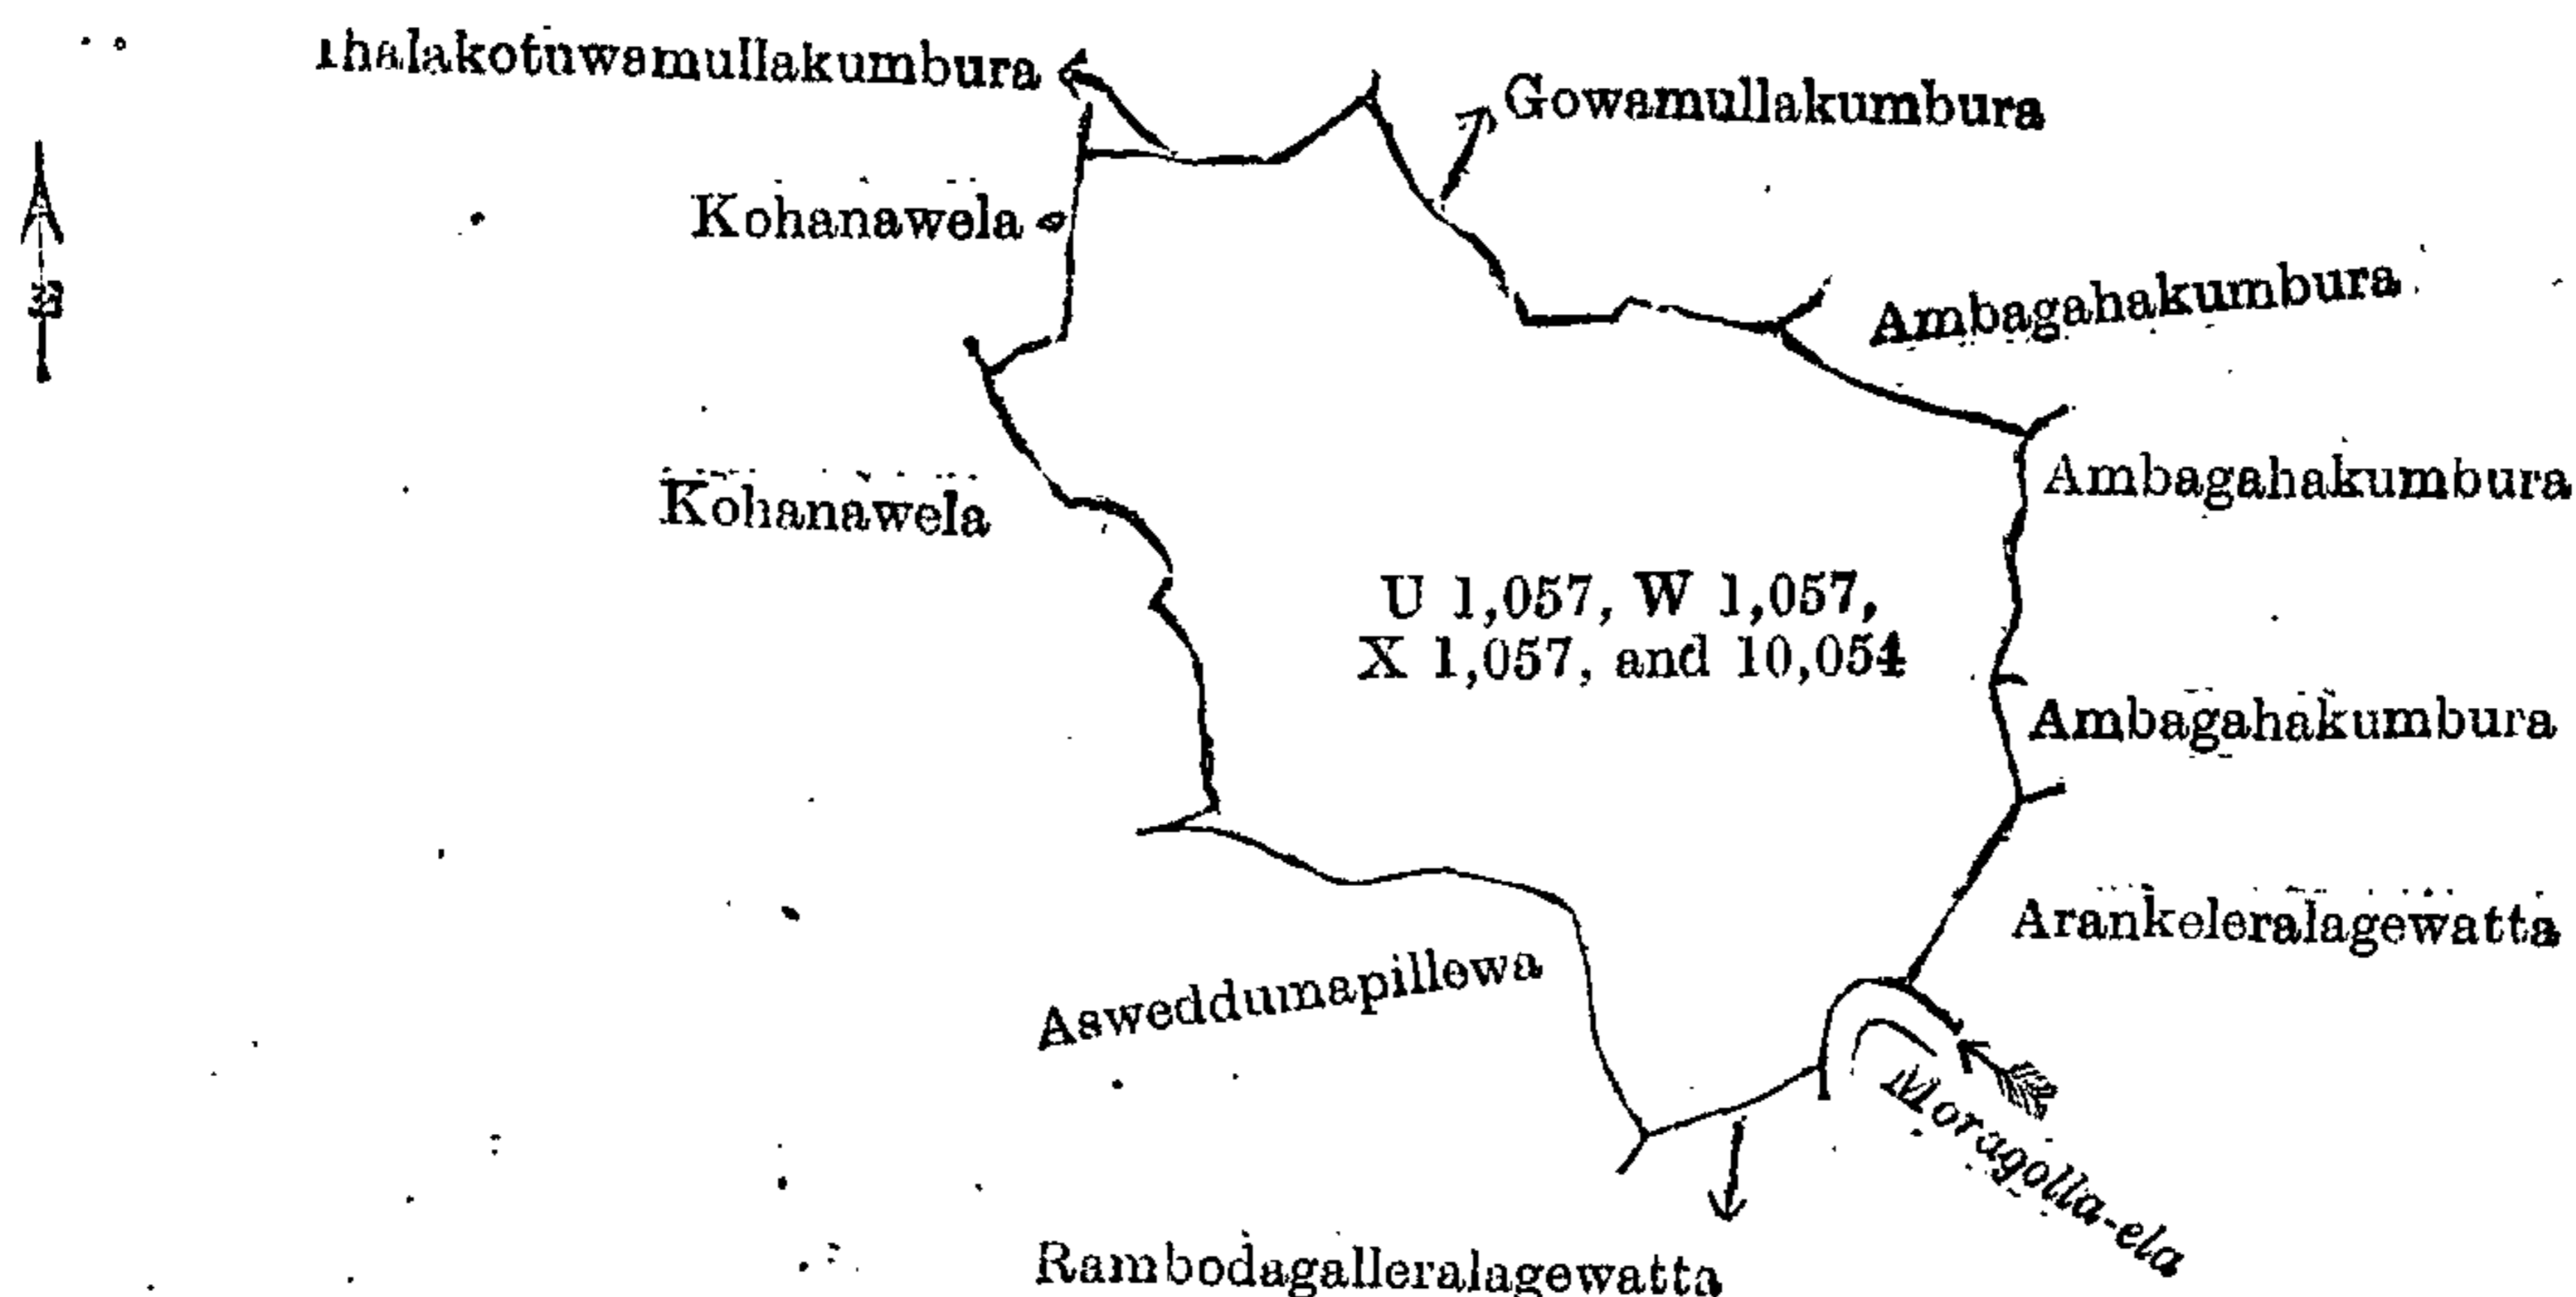 Ihalakotuwamullakumbura
Gowamullakumbura
Kohanawela
N
Ambagahakumbura
Ambagahakumbura
Kohanawela
U 1,057, W 1,057,
X 1,057, and 10,054
Ambagahakumbura
Arankeleralagewatta
Asweddumapillewa
Moragolla-ela
Rambodagalleralagewatta